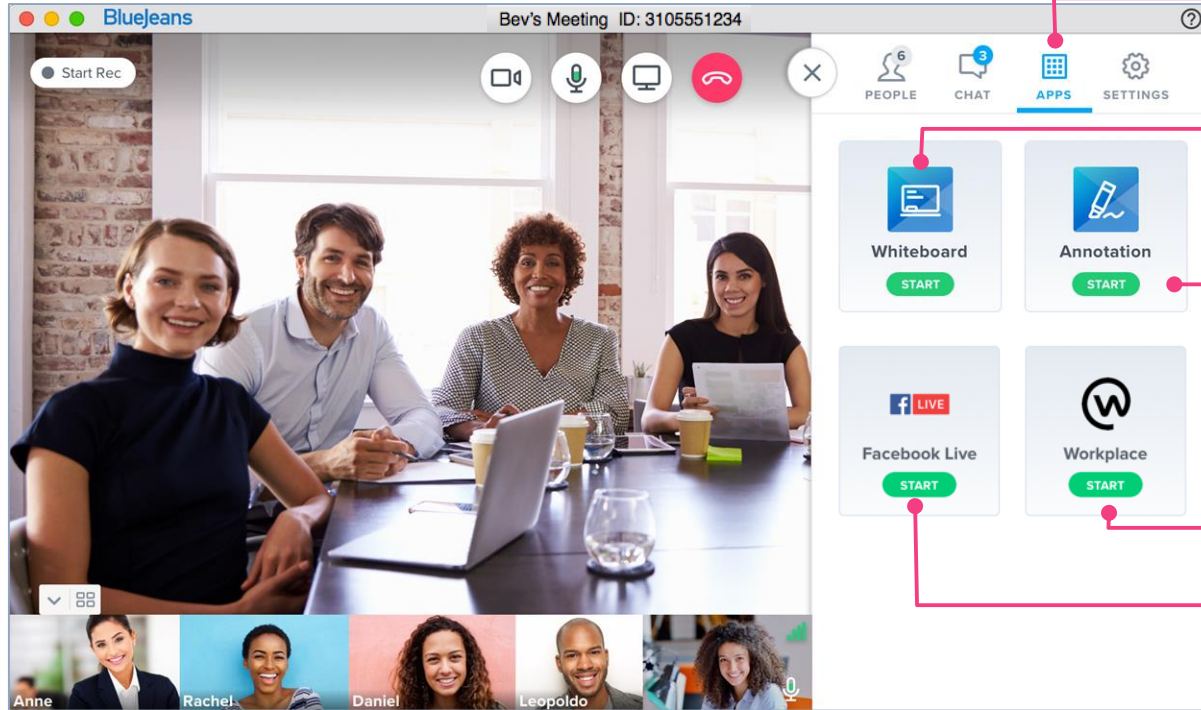 BlueJeans
Bev's Meeting ID: 3105551234
?
Start Rec
6
3
PEOPLE
CHAT
APPS
SETTINGS
Whiteboard
START
Annotation
START
f LIVE
Facebook Live
START
W
Workplace
START
Anne
Rachel
Daniel
Leopoldo